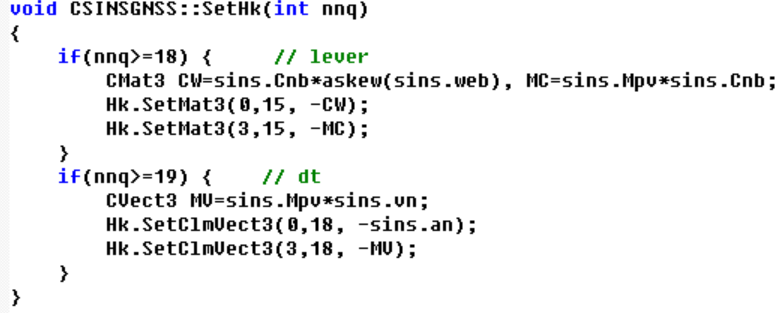 void CSINSGNSS::SetHk(int nnq)
{
    if(nnq>=18) {     // lever
        CMat3 CW=sins.Cnb*askew(sins.web), MC=sins.Mpv*sins.Cnb;
        Hk.SetMat3(0,15, -CW);
        Hk.SetMat3(3,15, -MC);
    }
    if(nnq>=19) {    // dt
        CVect3 MV=sins.Mpv*sins.vn;
        Hk.SetClmVect3(0,18, -sins.an);
        Hk.SetClmVect3(3,18, -MV);
    }
}